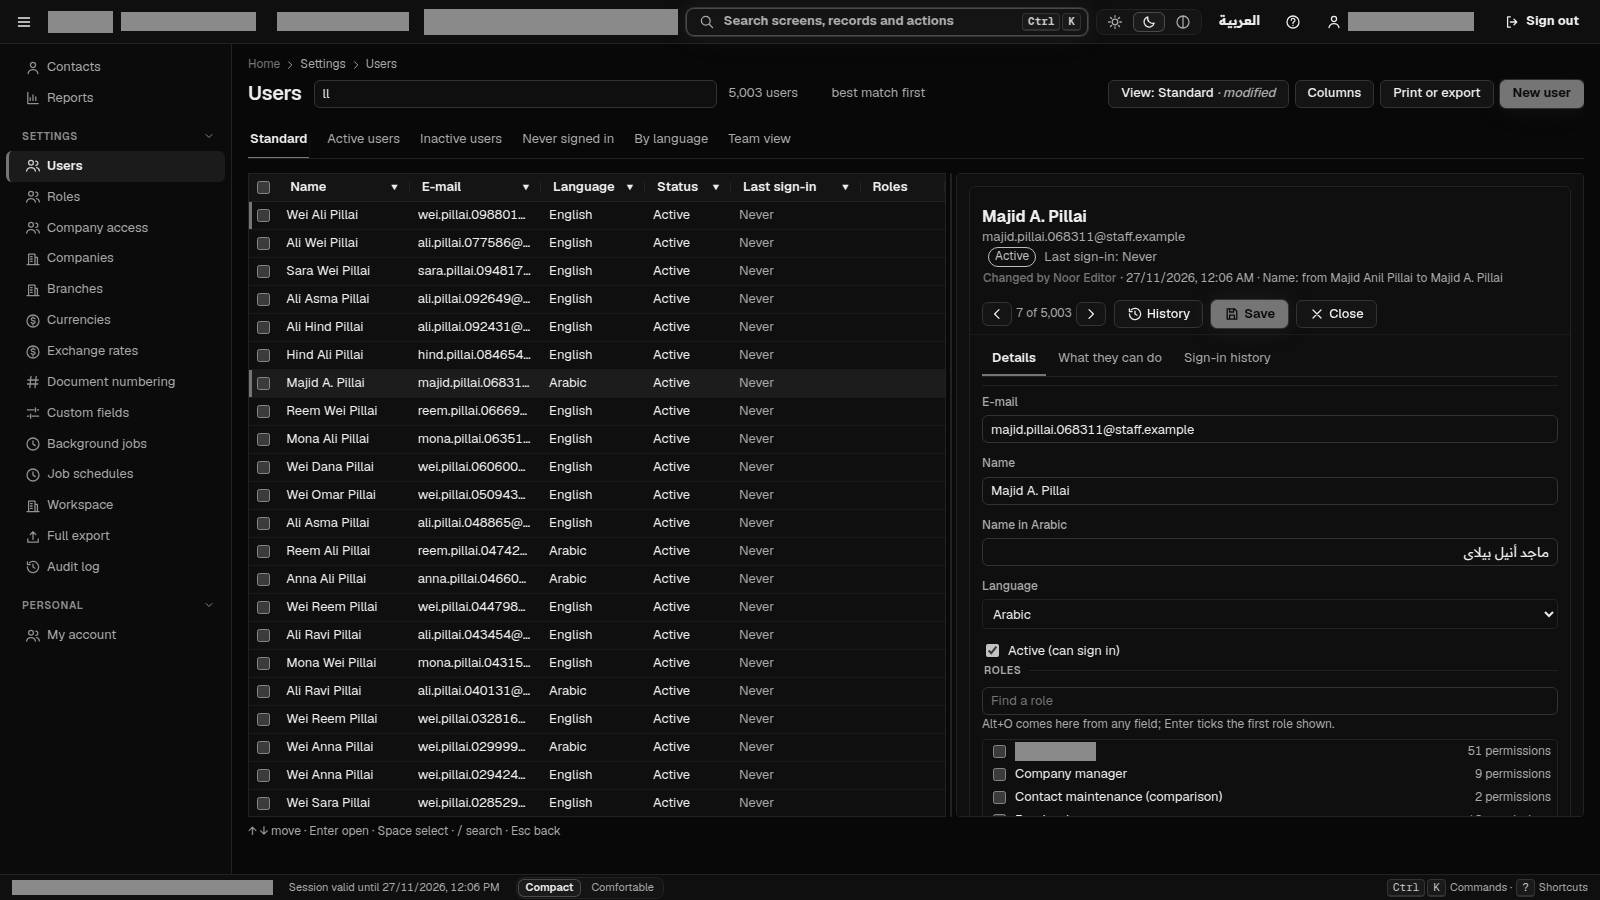 Search screens, records and actions Ctrl K العربية Sign out
Contacts
Reports
SETTINGS
Users
Roles
Company access
Companies
Branches
Currencies
Exchange rates
Document numbering
Custom fields
Background jobs
Job schedules
Workspace
Full export
Audit log
PERSONAL
My account
Home > Settings > Users
Users ll 5,003 users best match first View: Standard · modified Columns Print or export New user
Standard Active users Inactive users Never signed in By language Team view
Name E-mail Language Status Last sign-in Roles
Wei Ali Pillai wei.pillai.098801... English Active Never
Ali Wei Pillai ali.pillai.077586@... English Active Never
Sara Wei Pillai sara.pillai.094817... English Active Never
Ali Asma Pillai ali.pillai.092649@... English Active Never
Ali Hind Pillai ali.pillai.092431@... English Active Never
Hind Ali Pillai hind.pillai.084654... English Active Never
Majid A. Pillai majid.pillai.06831... Arabic Active Never
Reem Wei Pillai reem.pillai.06669... English Active Never
Mona Ali Pillai mona.pillai.06351... English Active Never
Wei Dana Pillai wei.pillai.060600... English Active Never
Wei Omar Pillai wei.pillai.050943... English Active Never
Ali Asma Pillai ali.pillai.048865@... English Active Never
Reem Ali Pillai reem.pillai.04742... Arabic Active Never
Anna Ali Pillai anna.pillai.04660... Arabic Active Never
Wei Reem Pillai wei.pillai.044798... English Active Never
Ali Ravi Pillai ali.pillai.043454@... English Active Never
Mona Wei Pillai mona.pillai.04315... English Active Never
Ali Ravi Pillai ali.pillai.040131@... Arabic Active Never
Wei Reem Pillai wei.pillai.032816... English Active Never
Wei Anna Pillai wei.pillai.029999... Arabic Active Never
Wei Anna Pillai wei.pillai.029424... English Active Never
Wei Sara Pillai wei.pillai.028529... English Active Never
↑↓ move · Enter open · Space select · / search · Esc back
Majid A. Pillai
majid.pillai.068311@staff.example
Active Last sign-in: Never
Changed by Noor Editor · 27/11/2026, 12:06 AM · Name: from Majid Anil Pillai to Majid A. Pillai
7 of 5,003 History Save Close
Details What they can do Sign-in history
E-mail
majid.pillai.068311@staff.example
Name
Majid A. Pillai
Name in Arabic
ماجد أنيل بيلاي
Language
Arabic
Active (can sign in)
ROLES
Find a role
Alt+O comes here from any field; Enter ticks the first role shown.
51 permissions
Company manager 9 permissions
Contact maintenance (comparison) 2 permissions
Session valid until 27/11/2026, 12:06 PM Compact Comfortable Ctrl K Commands · ? Shortcuts